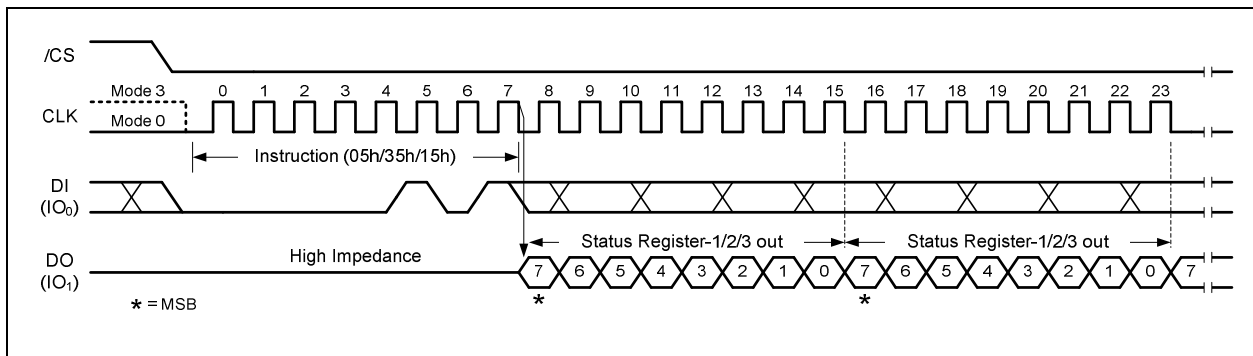 /CS
Mode 3
0 1 2 3 4 5 6 7 8 9 10 11 12 13 14 15 16 17 18 19 20 21 22 23
CLK
Mode 0
Instruction (05h/35h/15h)
DI
(IO0)
Status Register-1/2/3 out Status Register-1/2/3 out
High Impedance
DO
(IO1)
7 6 5 4 3 2 1 0 7 6 5 4 3 2 1 0 7
* *
* = MSB